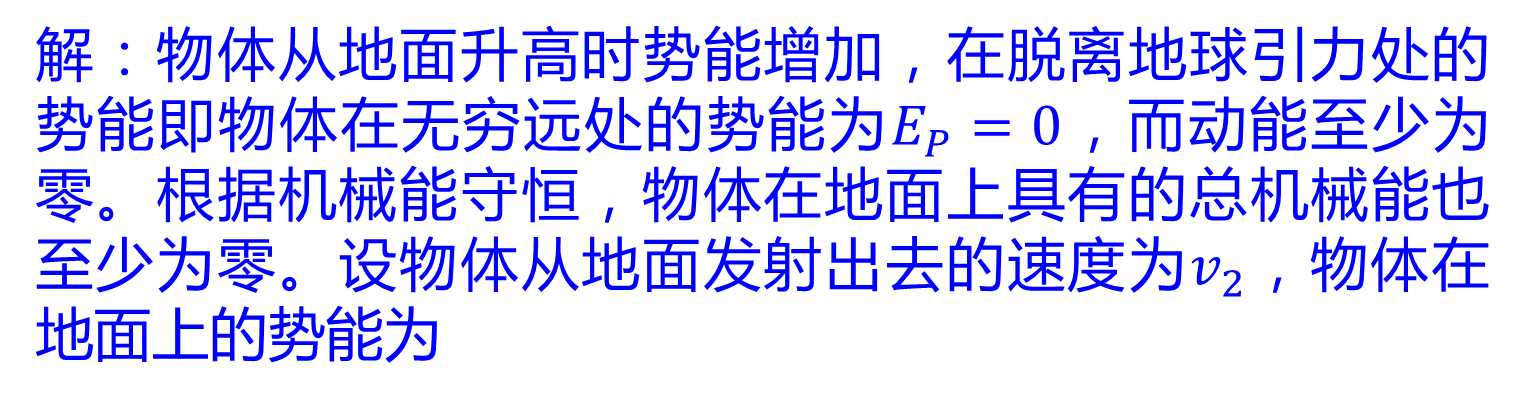 解：物体从地面升高时势能增加，在脱离地球引力处的
势能即物体在无穷远处的势能为$E_P = 0$，而动能至少为
零。根据机械能守恒，物体在地面上具有的总机械能也
至少为零。设物体从地面发射出去的速度为$v_2$，物体在
地面上的势能为